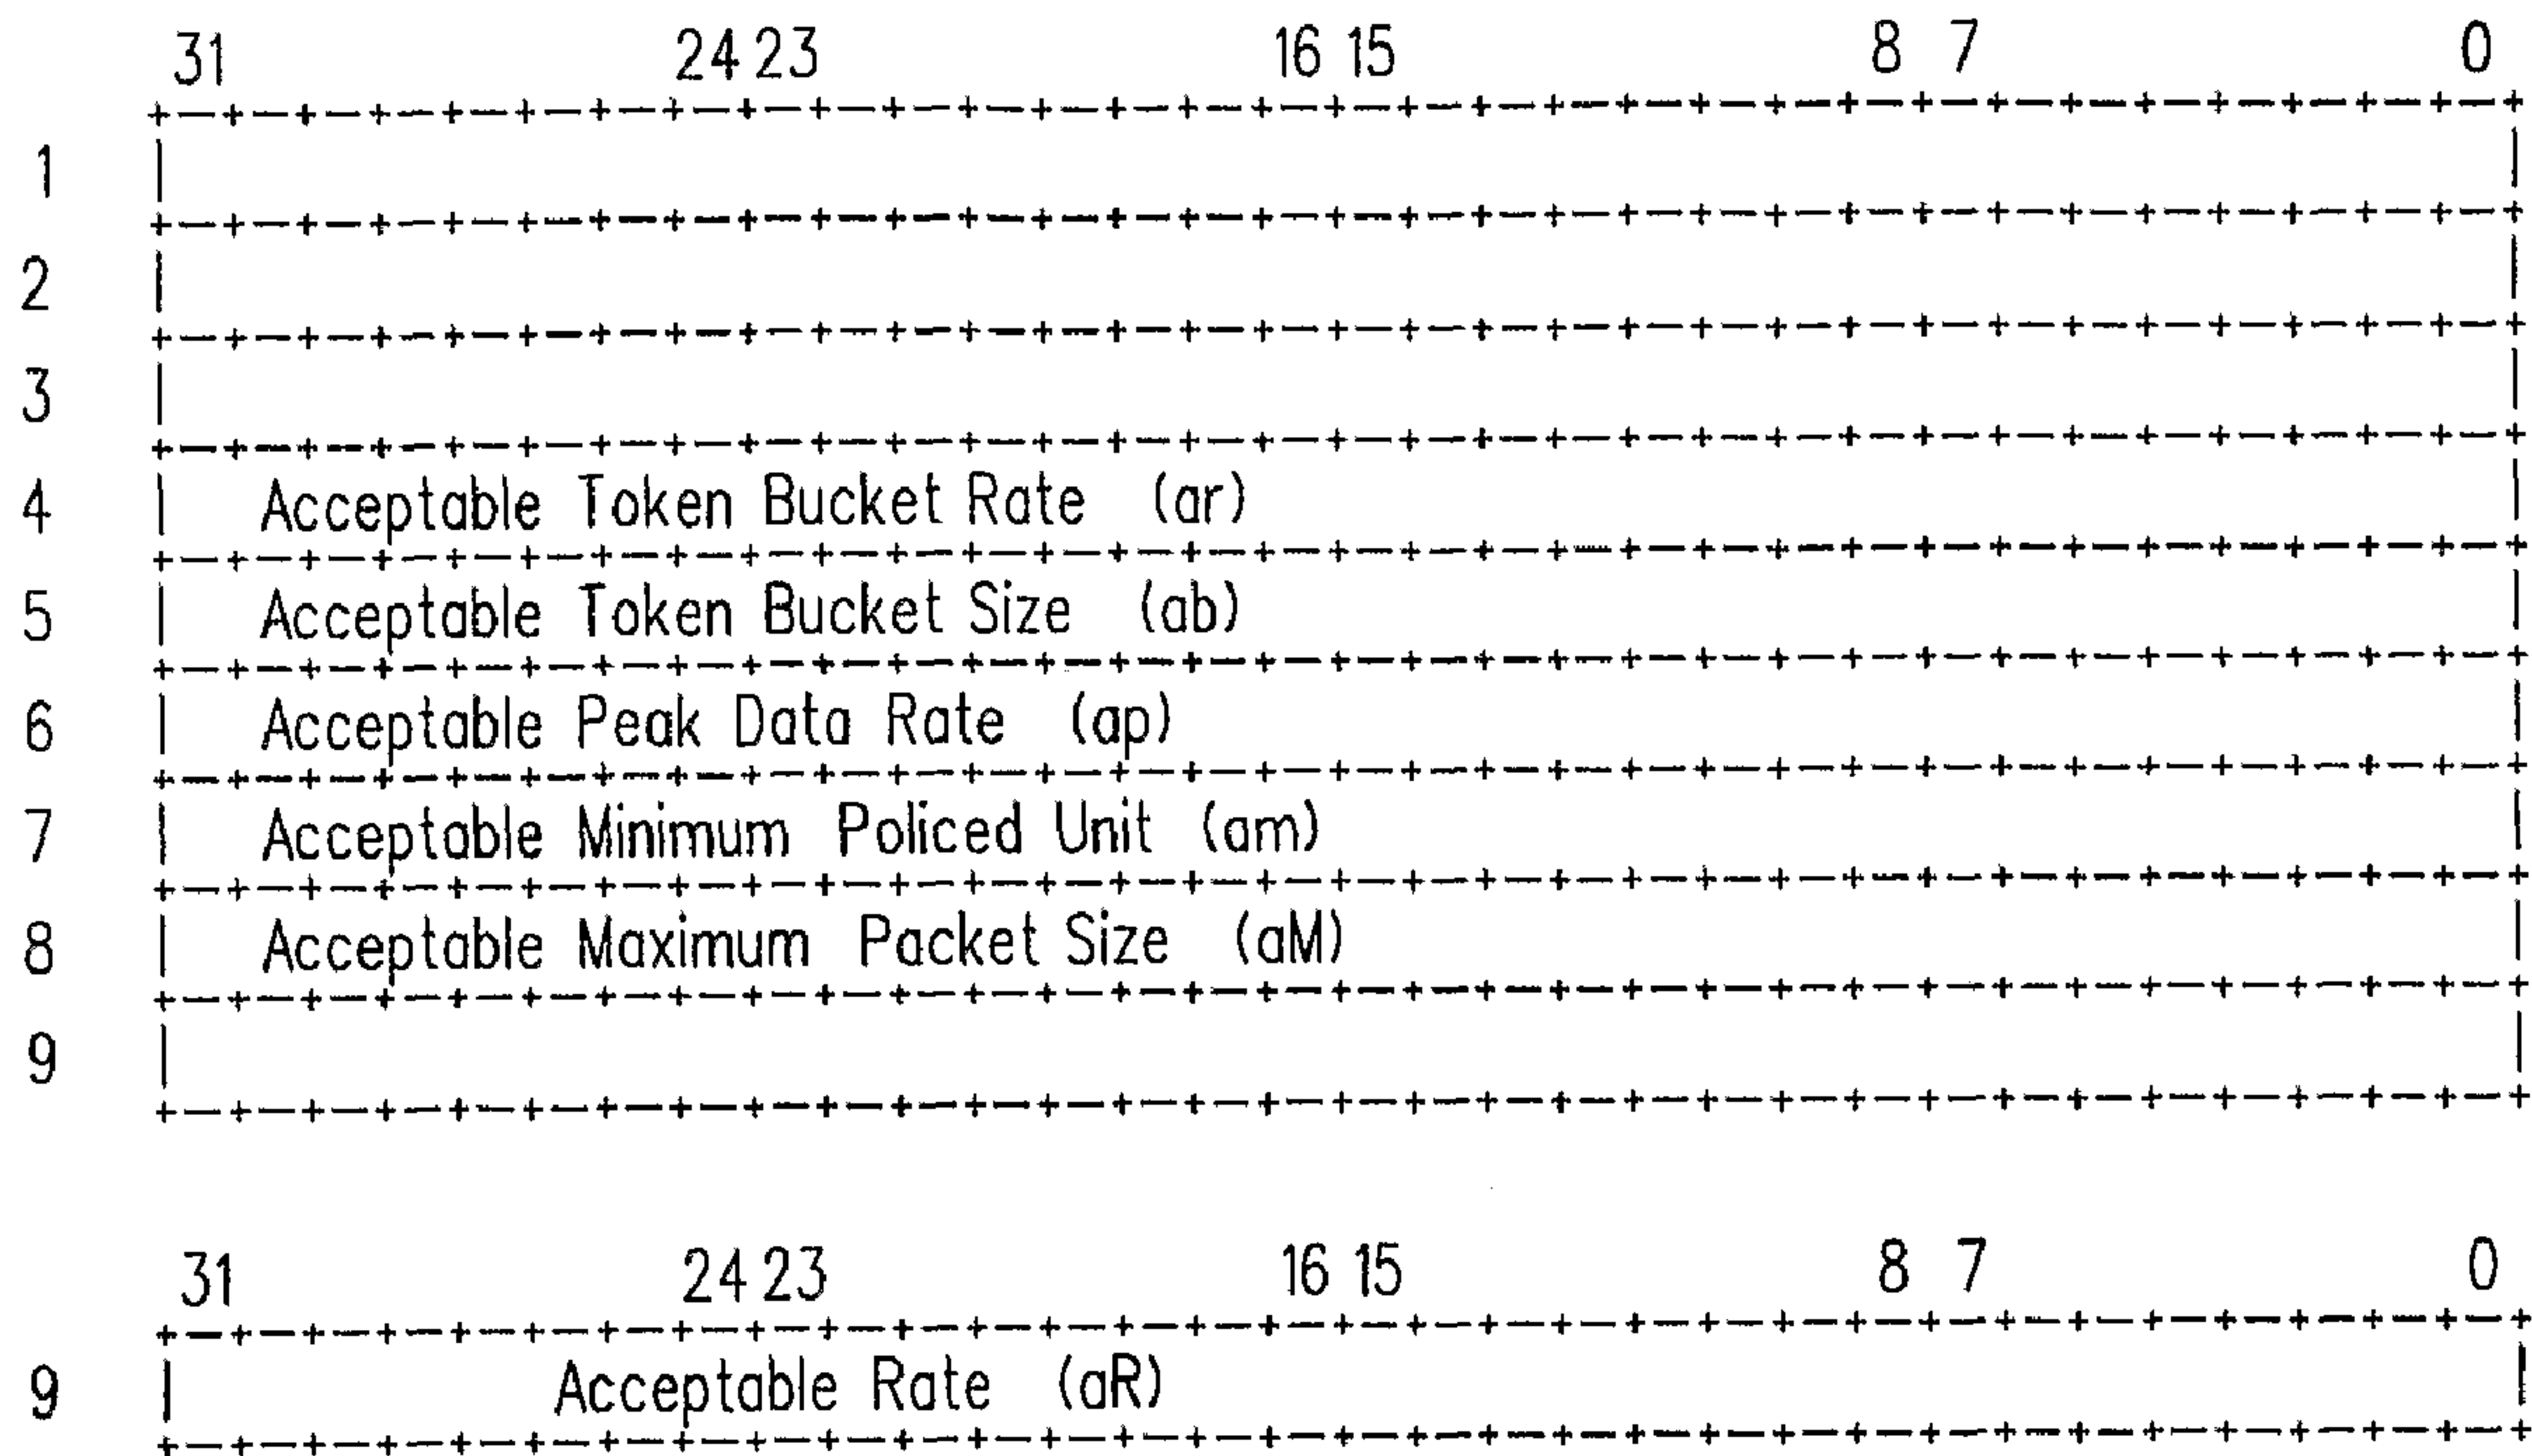 31 24 23 16 15 8 7 0
1
2
3
4 Acceptable Token Bucket Rate (ar)
5 Acceptable Token Bucket Size (ab)
6 Acceptable Peak Data Rate (ap)
7 Acceptable Minimum Policed Unit (am)
8 Acceptable Maximum Packet Size (aM)
9
31 24 23 16 15 8 7 0
9 Acceptable Rate (aR)